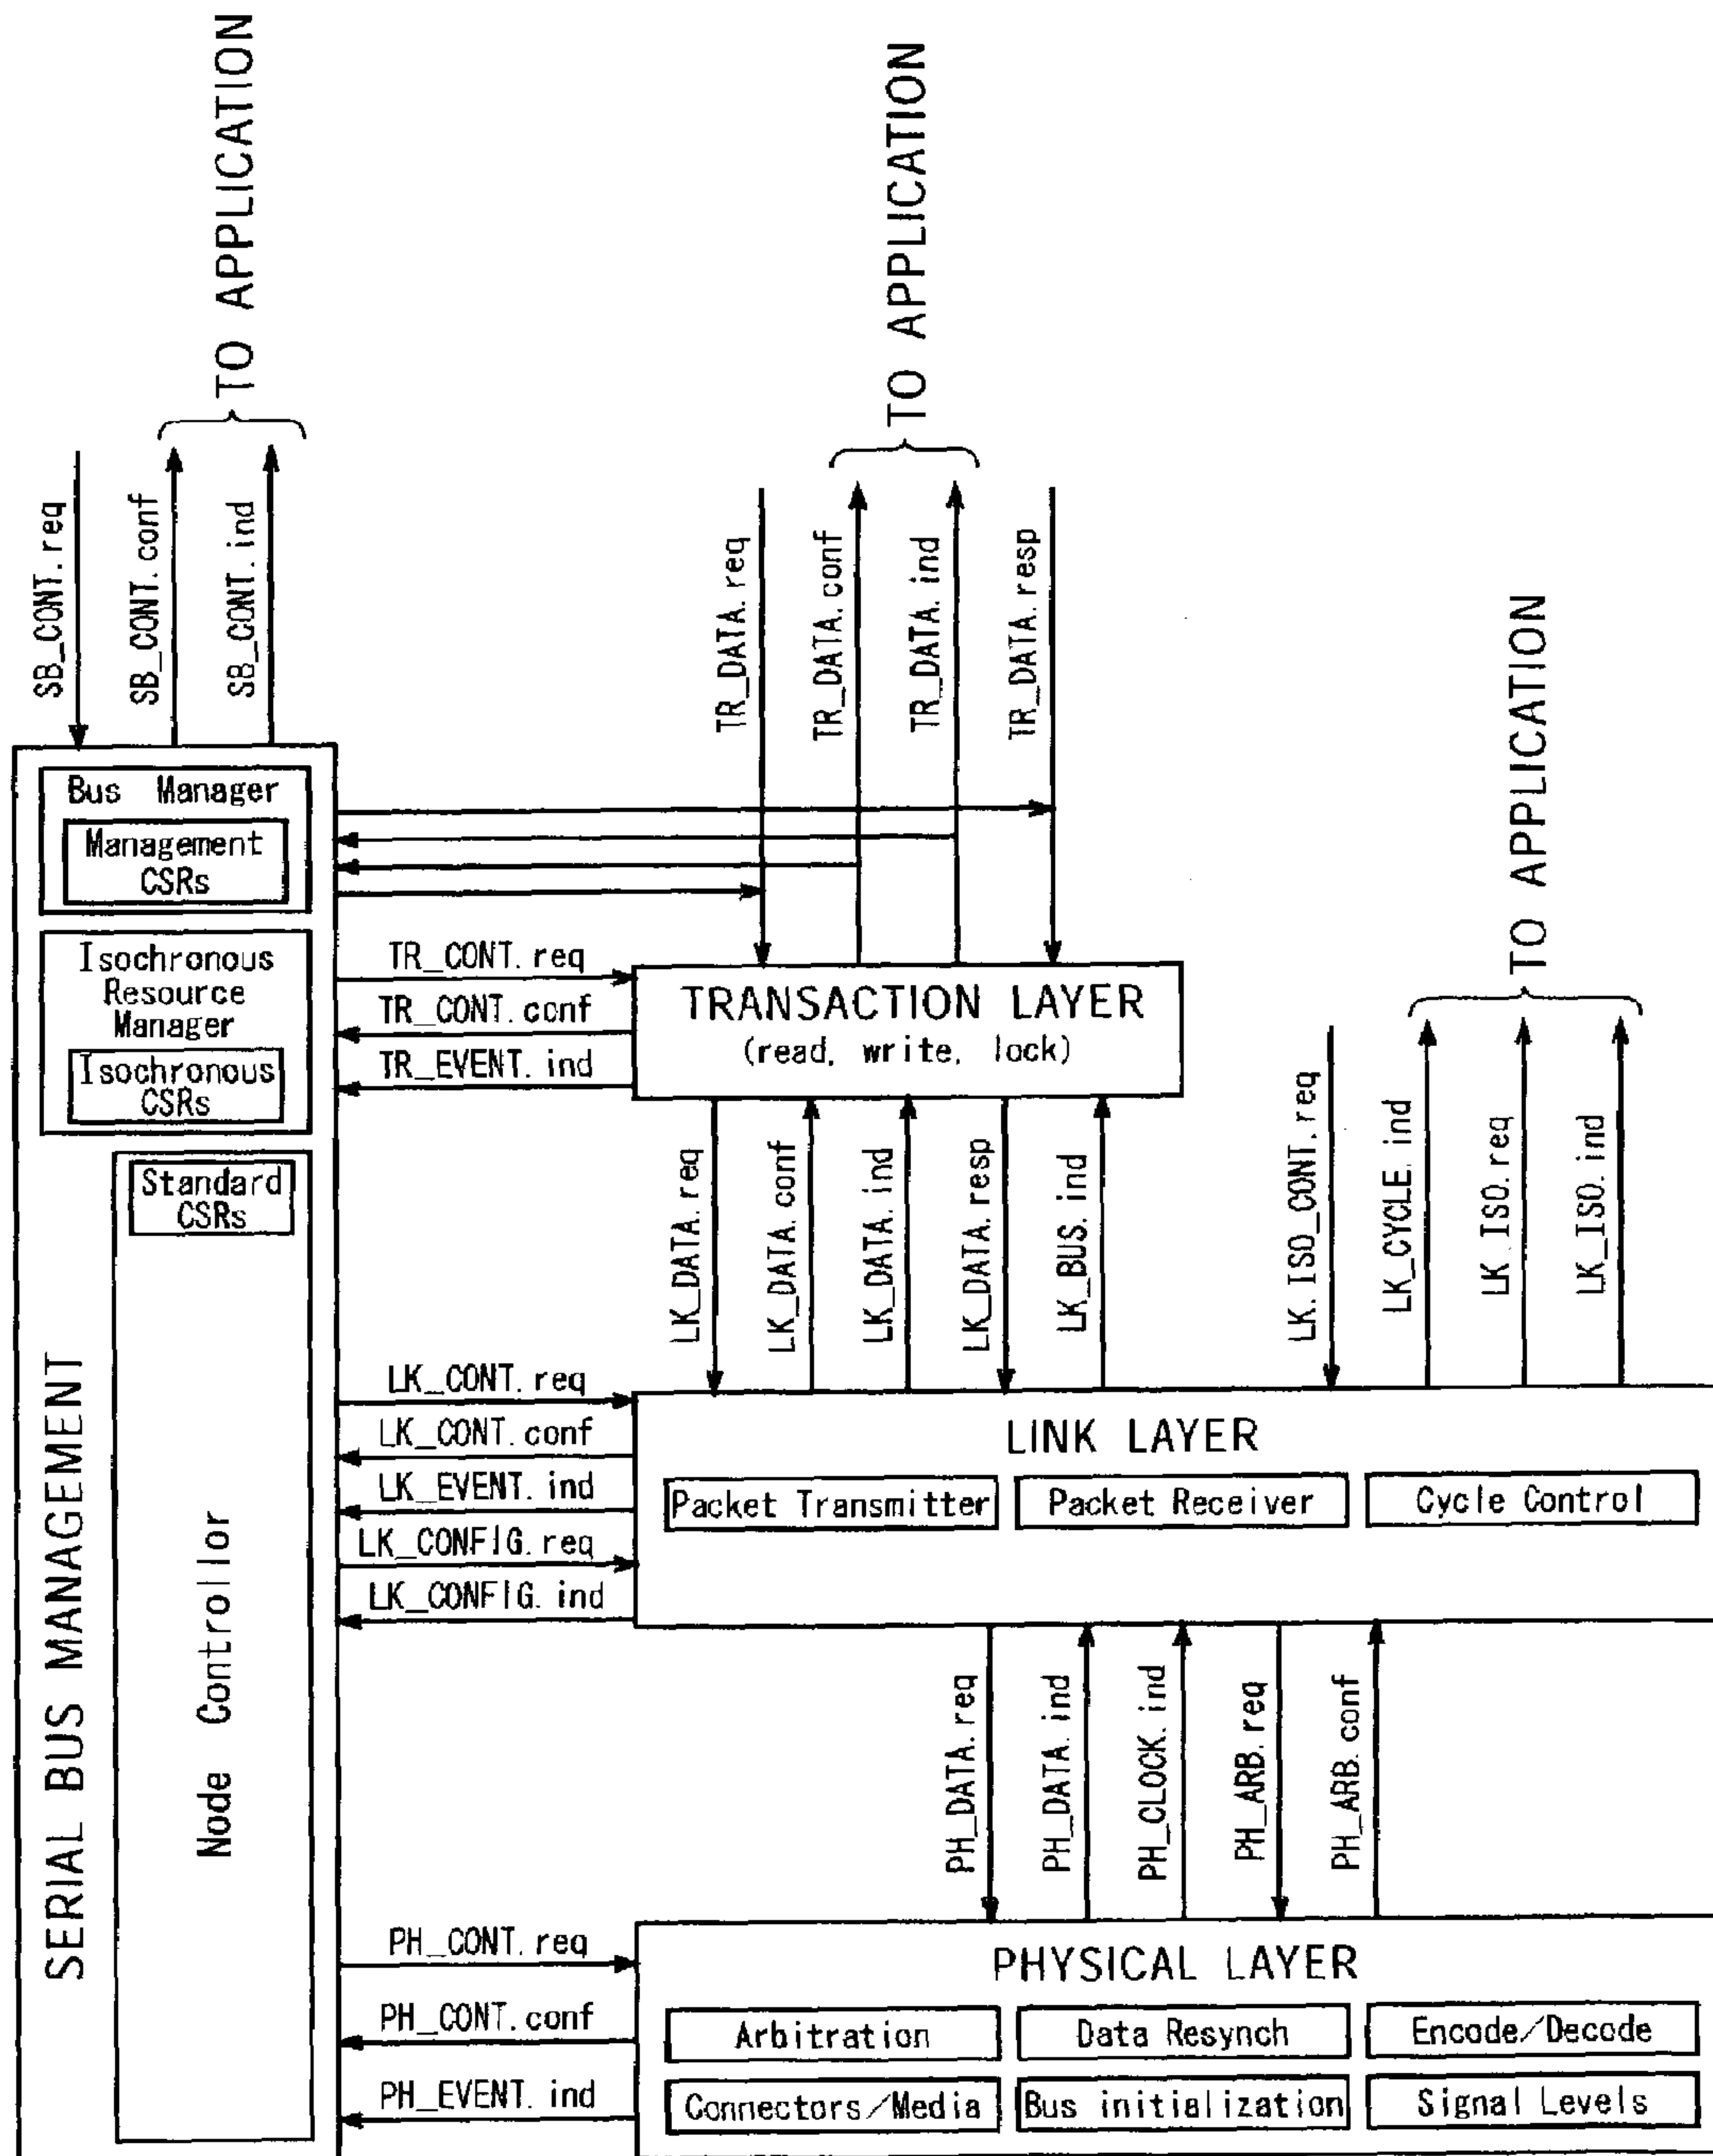 TO APPLICATION
TO APPLICATION
TO APPLICATION
SB_CONT.req
SB_CONT.conf
SB_CONT.ind
TR_DATA.req
TR_DATA.conf
TR_DATA.ind
TR_DATA.resp
SERIAL BUS MANAGEMENT
Bus Manager
Management
CSRs
Isochronous
Resource
Manager
Isochronous
CSRs
Standard
CSRs
Node Controllor
TR_CONT.req
TR_CONT.conf
TR_EVENT.ind
TRANSACTION LAYER
(read, write, lock)
LK_DATA.req
LK_DATA.conf
LK_DATA.ind
LK_DATA.resp
LK_BUS.ind
LK.ISO_CONT.req
LK_CYCLE.ind
LK.ISO.req
LK_ISO.ind
LK_CONT.req
LK_CONT.conf
LK_EVENT.ind
LK_CONFIG.req
LK_CONFIG.ind
LINK LAYER
Packet Transmitter
Packet Receiver
Cycle Control
PH_DATA.req
PH_DATA.ind
PH_CLOCK.ind
PH_ARB.req
PH_ARB.conf
PH_CONT.req
PH_CONT.conf
PH_EVENT.ind
PHYSICAL LAYER
Arbitration
Data Resynch
Encode/Decode
Connectors/Media
Bus initialization
Signal Levels